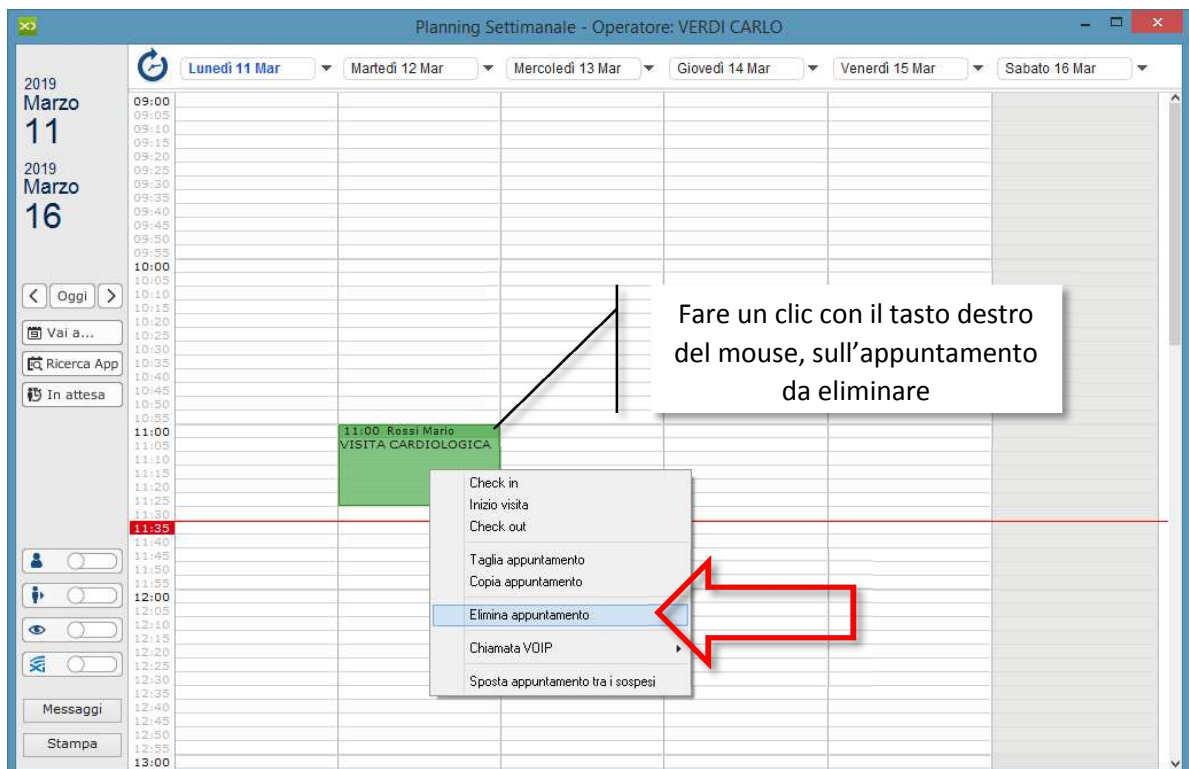 Planning Settimanale - Operatore: VERDI CARLO
2019
Marzo
11
2019
Marzo
16
Lunedì 11 Mar
Martedì 12 Mar
Mercoledì 13 Mar
Giovedì 14 Mar
Venerdì 15 Mar
Sabato 16 Mar
Oggi
Vai a...
Ricerca App
In attesa
Messaggi
Stampa
09:00
09:05
09:10
09:15
09:20
09:25
09:30
09:35
09:40
09:45
09:50
09:55
10:00
10:05
10:10
10:15
10:20
10:25
10:30
10:35
10:40
10:45
10:50
10:55
11:00
11:05
11:10
11:15
11:20
11:25
11:30
11:35
11:40
11:45
11:50
11:55
12:00
12:05
12:10
12:15
12:20
12:25
12:30
12:35
12:40
12:45
12:50
12:55
13:00
Fare un clic con il tasto destro
del mouse, sull’appuntamento
da eliminare
11:00 Rossi Mario
VISITA CARDIOLOGICA
Check in
Inizio visita
Check out
Taglia appuntamento
Copia appuntamento
Elimina appuntamento
Chiamata VOIP
Sposta appuntamento tra i sospesi